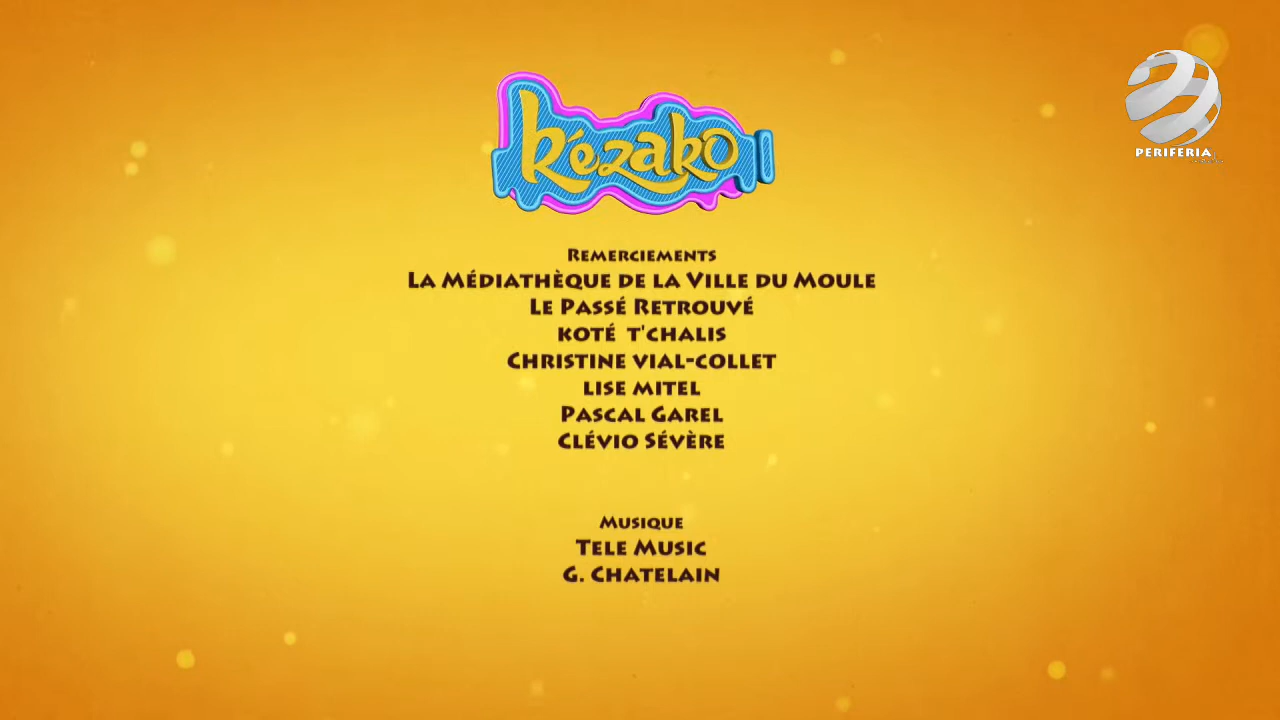 kézako
PERIFERIA
Remerciements
La Médiathèque de la Ville du Moule
Le Passé Retrouvé
koté t'chalis
Christine vial-collet
lise mitel
Pascal Garel
Clévio Sévère
Musique
Tele Music
G. Chatelain